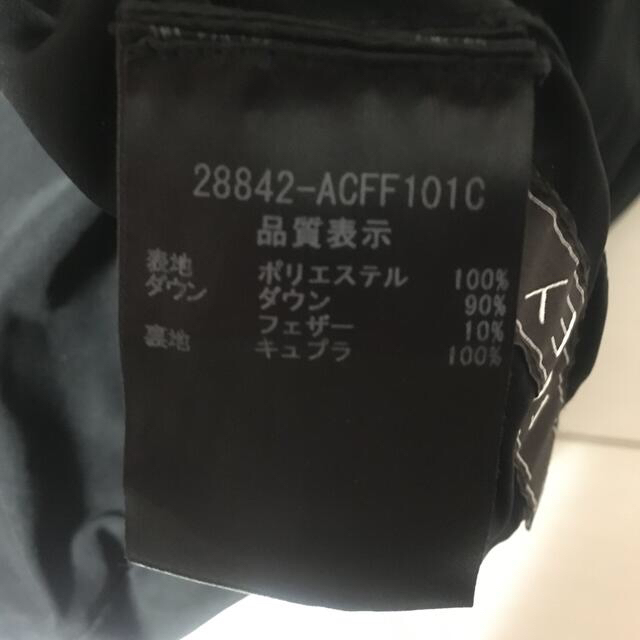 28842-ACFF101C
品質表示
表地 ポリエステル 100%
ダウン ダウン 90%
フェザー 10%
裏地 キュプラ 100%